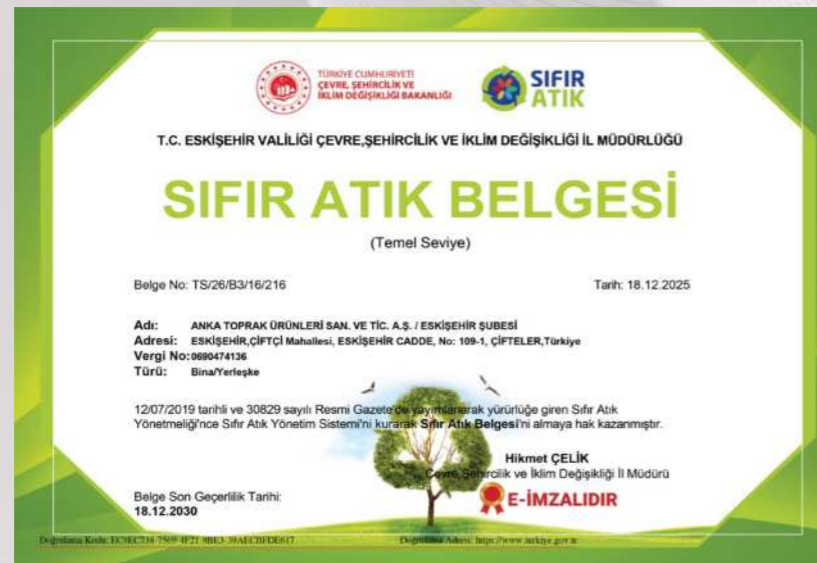 TÜRKİYE CUMHURİYETİ
ÇEVRE, ŞEHİRCİLİK VE
İKLİM DEĞİŞİKLİĞİ BAKANLIĞI
SIFIR
ATIK
T.C. ESKİŞEHİR VALİLİĞİ ÇEVRE,ŞEHİRCİLİK VE İKLİM DEĞİŞİKLİĞİ İL MÜDÜRLÜĞÜ
SIFIR ATIK BELGESİ
(Temel Seviye)
Belge No: TS/26/B3/16/216 Tarih: 18.12.2025
Adı: ANKA TOPRAK ÜRÜNLERİ SAN. VE TİC. A.Ş. / ESKİŞEHİR ŞUBESİ
Adresi: ESKİŞEHİR,ÇİFTÇİ Mahallesi, ESKİŞEHİR CADDE, No: 109-1, ÇİFTELER,Türkiye
Vergi No:0690474136
Türü: Bina/Yerleşke
12/07/2019 tarihli ve 30829 sayılı Resmi Gazete'de yayımlanarak yürürlüğe giren Sıfır Atık
Yönetmeliği'nce Sıfır Atık Yönetim Sistemi'ni kurarak Sıfır Atık Belgesi'ni almaya hak kazanmıştır.
Hikmet ÇELİK
Çevre,Şehircilik ve İklim Değişikliği İl Müdürü
E-İMZALIDIR
Belge Son Geçerlilik Tarihi:
18.12.2030
Doğrulama Kodu: Doğrulama Adresi: https://www.turkiye.gov.tr